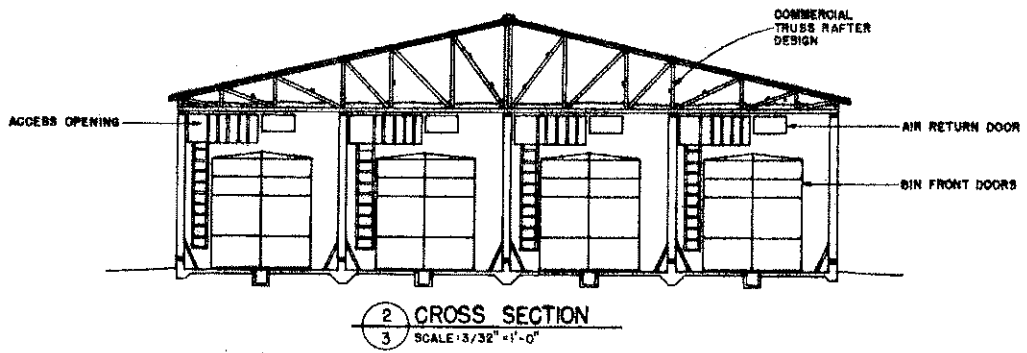 COMMERCIAL
TRUSS RAFTER
DESIGN
ACCESS OPENING
AIR RETURN DOOR
BIN FRONT DOORS
2
3
CROSS SECTION
SCALE:3/32"=1'-0"